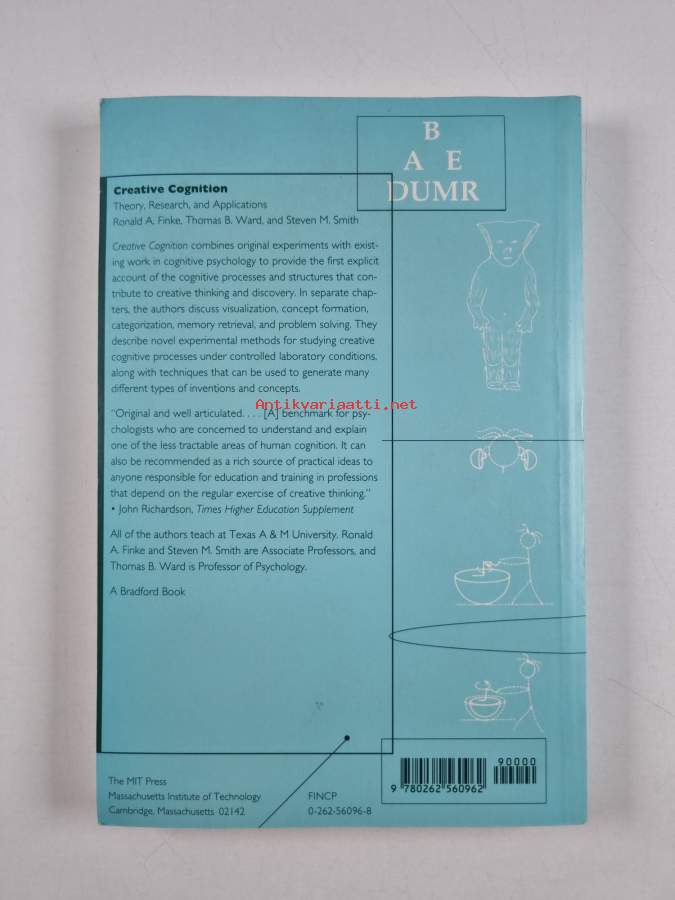 B
A E
DUMR
Creative Cognition
Theory, Research, and Applications
Ronald A. Finke, Thomas B. Ward, and Steven M. Smith
Creative Cognition combines original experiments with exist-
ing work in cognitive psychology to provide the first explicit
account of the cognitive processes and structures that con-
tribute to creative thinking and discovery. In separate chap-
ters, the authors discuss visualization, concept formation,
categorization, memory retrieval, and problem solving. They
describe novel experimental methods for studying creative
cognitive processes under controlled laboratory conditions,
along with techniques that can be used to generate many
different types of inventions and concepts.
Antikvariaatti.net
"Original and well articulated. . . . [A] benchmark for psy-
chologists who are concerned to understand and explain
one of the less tractable areas of human cognition. It can
also be recommended as a rich source of practical ideas to
anyone responsible for education and training in professions
that depend on the regular exercise of creative thinking."
• John Richardson, Times Higher Education Supplement
All of the authors teach at Texas A & M University. Ronald
A. Finke and Steven M. Smith are Associate Professors, and
Thomas B. Ward is Professor of Psychology.
A Bradford Book
The MIT Press
Massachusetts Institute of Technology
Cambridge, Massachusetts 02142
FINCP
0-262-56096-8
90000
9 780262 560962